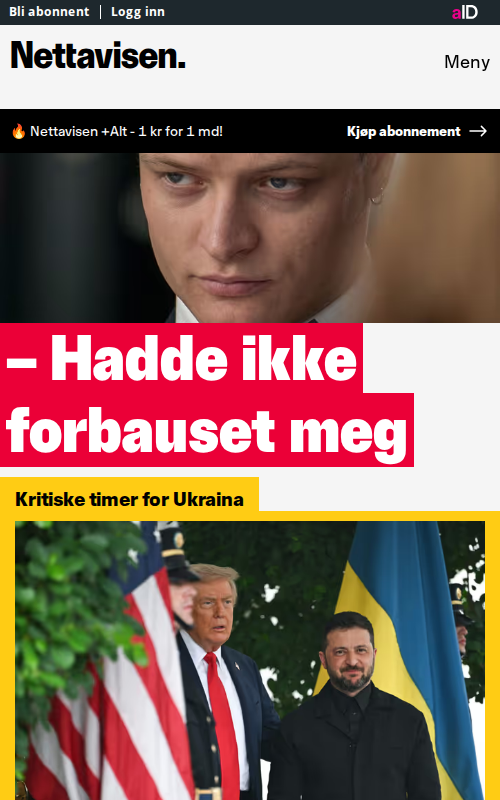 Bli abonnent | Logg inn
aID
Nettavisen.
Meny
🔥 Nettavisen +Alt - 1 kr for 1 md!
Kjøp abonnement →
– Hadde ikke
forbauset meg
Kritiske timer for Ukraina